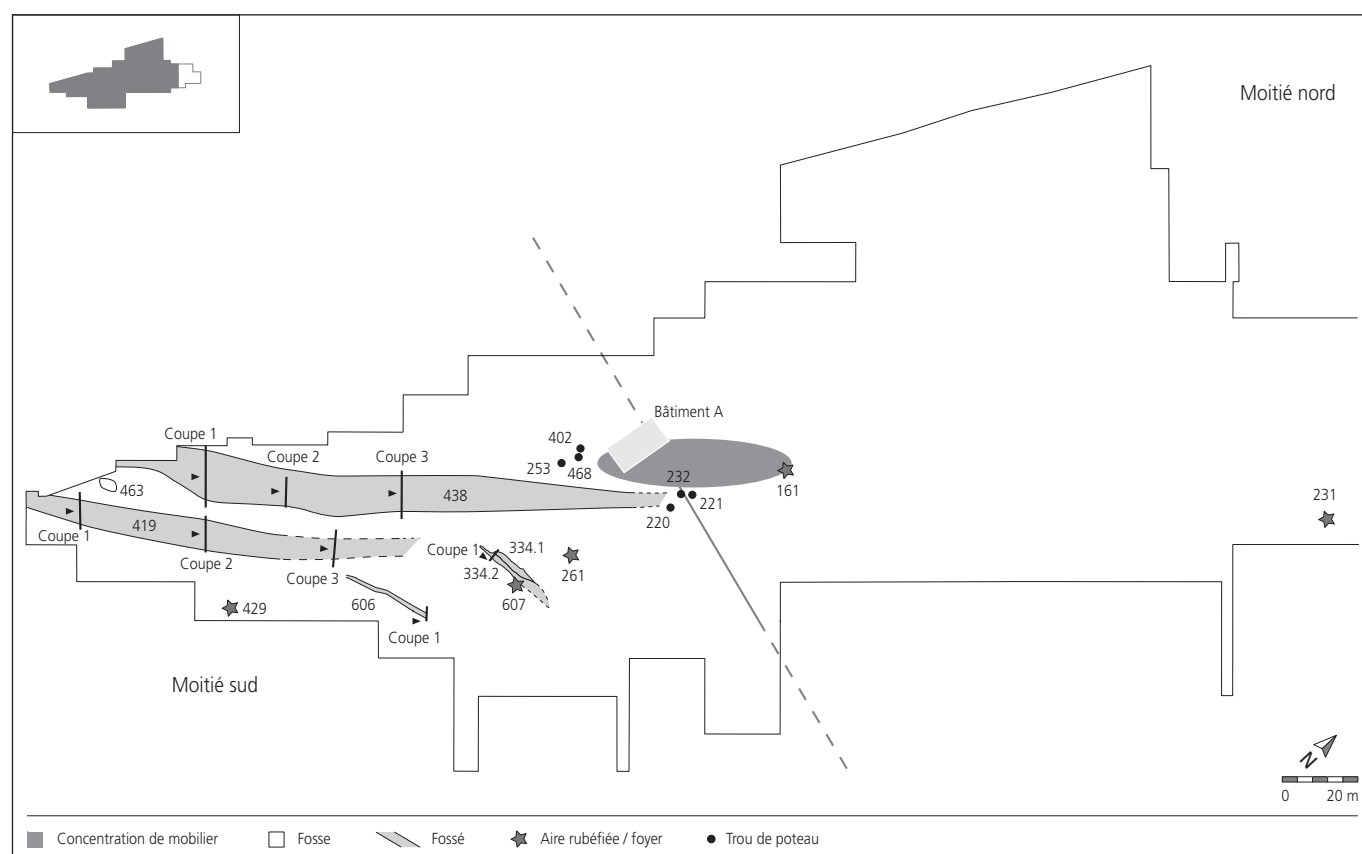 Moitié nord
Bâtiment A
Coupe 1
402
Coupe 2
Coupe 3
253
468
232
161
463
438
221
231
220
419
Coupe 1
Coupe 1
334.1
Coupe 2
334.2
261
Coupe 3
606
607
429
Coupe 1
Moitié sud
N
0 20 m
Concentration de mobilier Fosse Fossé Aire rubéfiée / foyer Trou de poteau